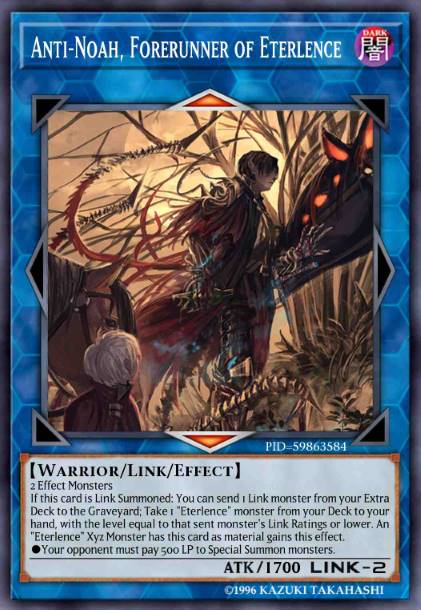 Anti-Noah, Forerunner of Eterlence
DARK
闇
PID=59863584
[Warrior/Link/Effect]
2 Effect Monsters
If this card is Link Summoned: You can send 1 Link monster from your Extra
Deck to the Graveyard; Take 1 "Eterlence" monster from your Deck to your
hand, with the level equal to that sent monster's Link Ratings or lower. An
"Eterlence" Xyz Monster has this card as material gains this effect.
●Your opponent must pay 500 LP to Special Summon monsters.
ATK/1700 LINK-2
©1996 KAZUKI TAKAHASHI